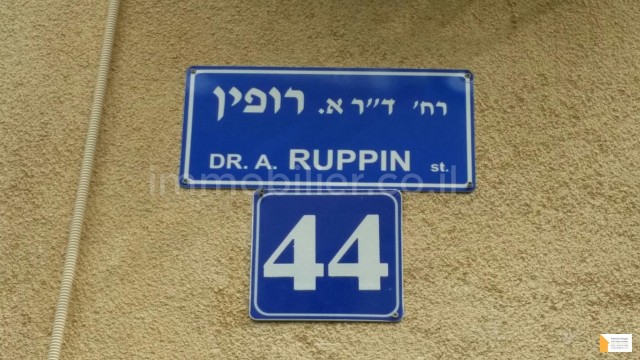 רח' ד״ר א. רופין
DR. A. RUPPIN st.
immobilier.co.il
44